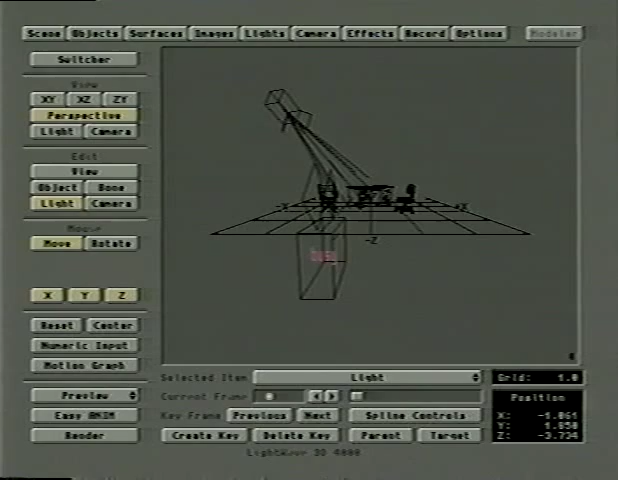 Scene Objects Surfaces Images Lights Camera Effects Record Options Modeler
Switcher
View
XY XZ ZY
Perspective
Light Camera
Edit
View
Object Bone
Light Camera
Mouse
Move Rotate
X Y Z
Reset Center
Numeric Input
Motion Graph
Preview
Easy ANIM
Render
-X +X
-Z
Selected Item Light
Current Frame
Key Frame Previous Next Spline Controls
Create Key Delete Key Parent Target
Grid: 1.0
Position
X: -1.061
Y: 1.650
Z: -3.734
LightWave 3D 4000